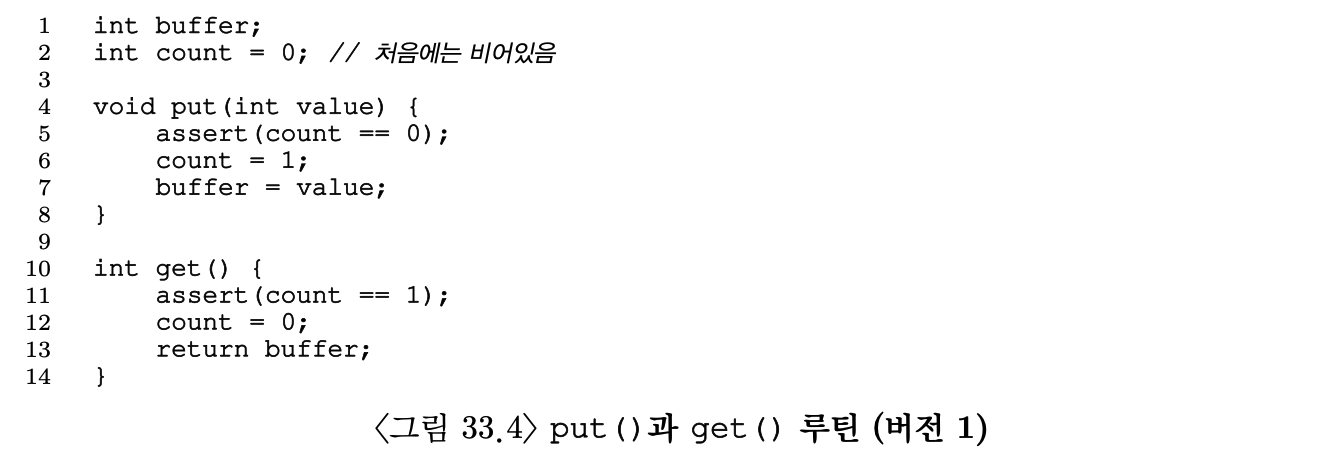 1 int buffer;
2 int count = 0; // 처음에는 비어있음
3
4 void put(int value) {
5     assert(count == 0);
6     count = 1;
7     buffer = value;
8 }
9
10 int get() {
11     assert(count == 1);
12     count = 0;
13     return buffer;
14 }
〈그림 33.4〉 put()과 get() 루틴 (버전 1)